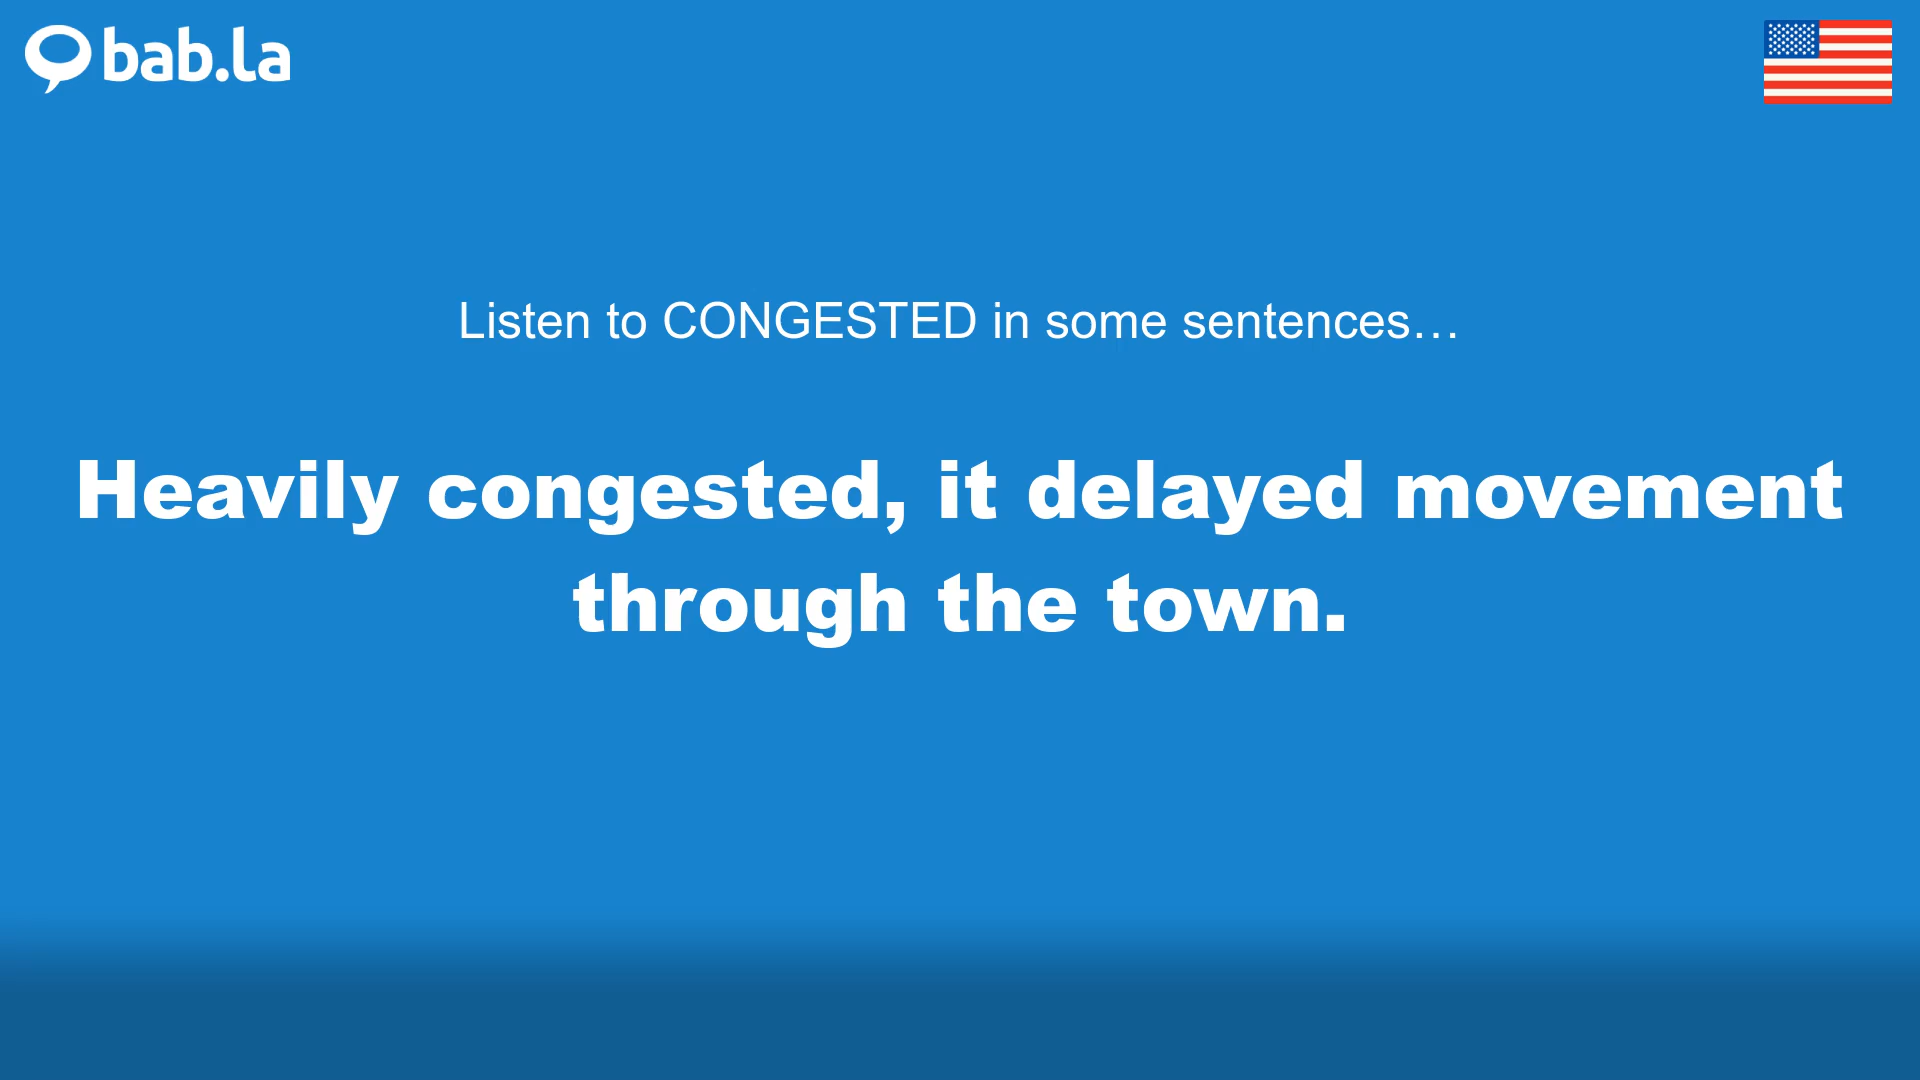 bab.la
Listen to CONGESTED in some sentences…
Heavily congested, it delayed movement
through the town.